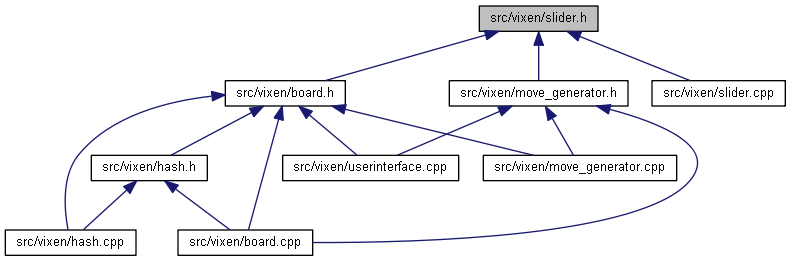 src/vixen/slider.h
src/vixen/board.h
src/vixen/move_generator.h
src/vixen/slider.cpp
src/vixen/hash.h
src/vixen/userinterface.cpp
src/vixen/move_generator.cpp
src/vixen/hash.cpp
src/vixen/board.cpp